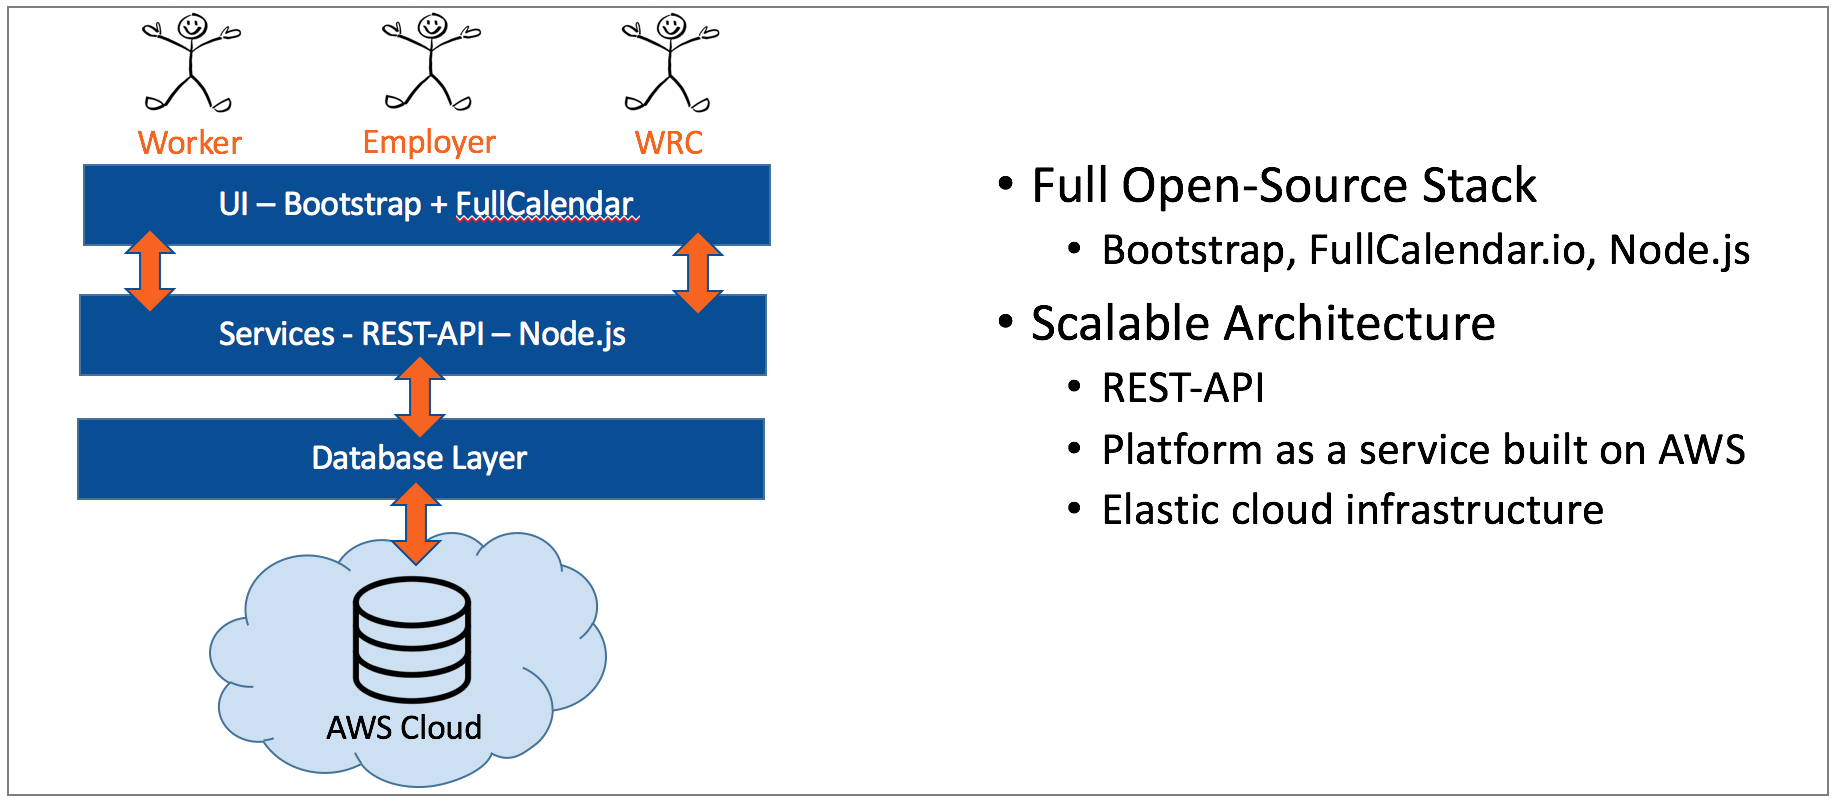 Worker
Employer
WRC
UI – Bootstrap + FullCalendar
Services - REST-API – Node.js
Database Layer
AWS Cloud
• Full Open-Source Stack
• Bootstrap, FullCalendar.io, Node.js
• Scalable Architecture
• REST-API
• Platform as a service built on AWS
• Elastic cloud infrastructure